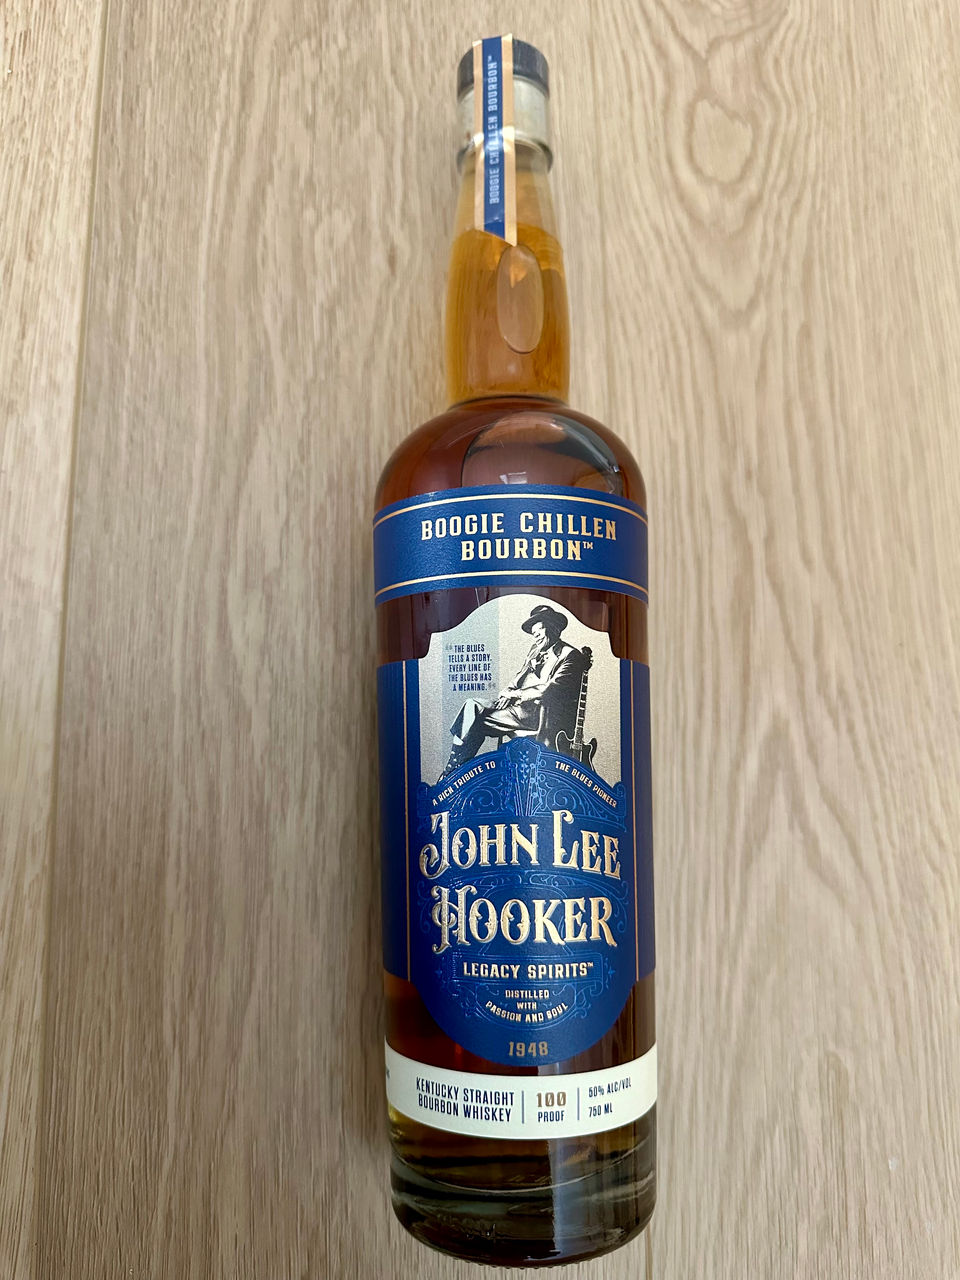 BOOGIE CHILLEN BOURBON™
BOOGIE CHILLEN
BOURBON™
"THE BLUES
TELLS A STORY.
EVERY LINE OF
THE BLUES HAS
A MEANING."
A RICH TRIBUTE TO THE BLUES PIONEER
JOHN LEE
HOOKER
LEGACY SPIRITS™
DISTILLED
WITH
PASSION AND SOUL
1948
KENTUCKY STRAIGHT
BOURBON WHISKEY
100
PROOF
50% ALC/VOL
750 ML